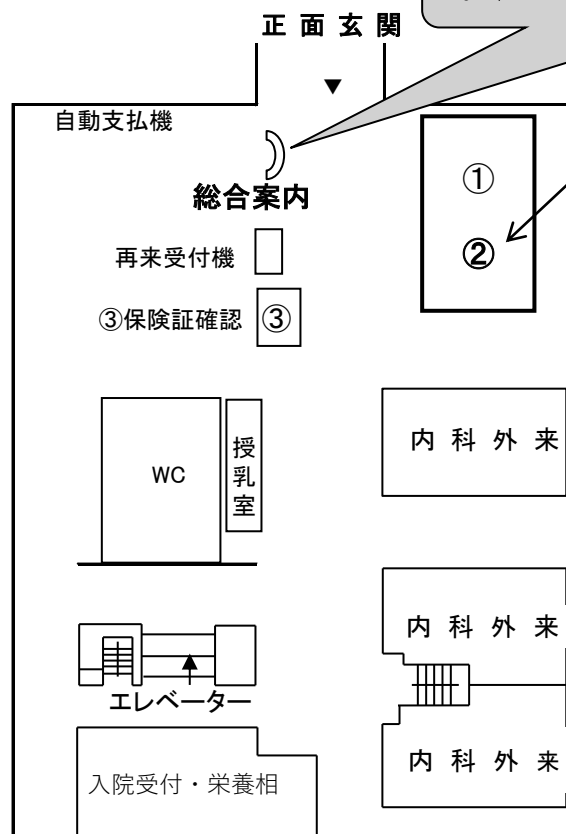 正面玄関
▼
自動支払機
総合案内
①
②
再来受付機
③保険証確認
③
内科外来
WC
授乳室
内科外来
エレベーター
内科外来
入院受付・栄養相